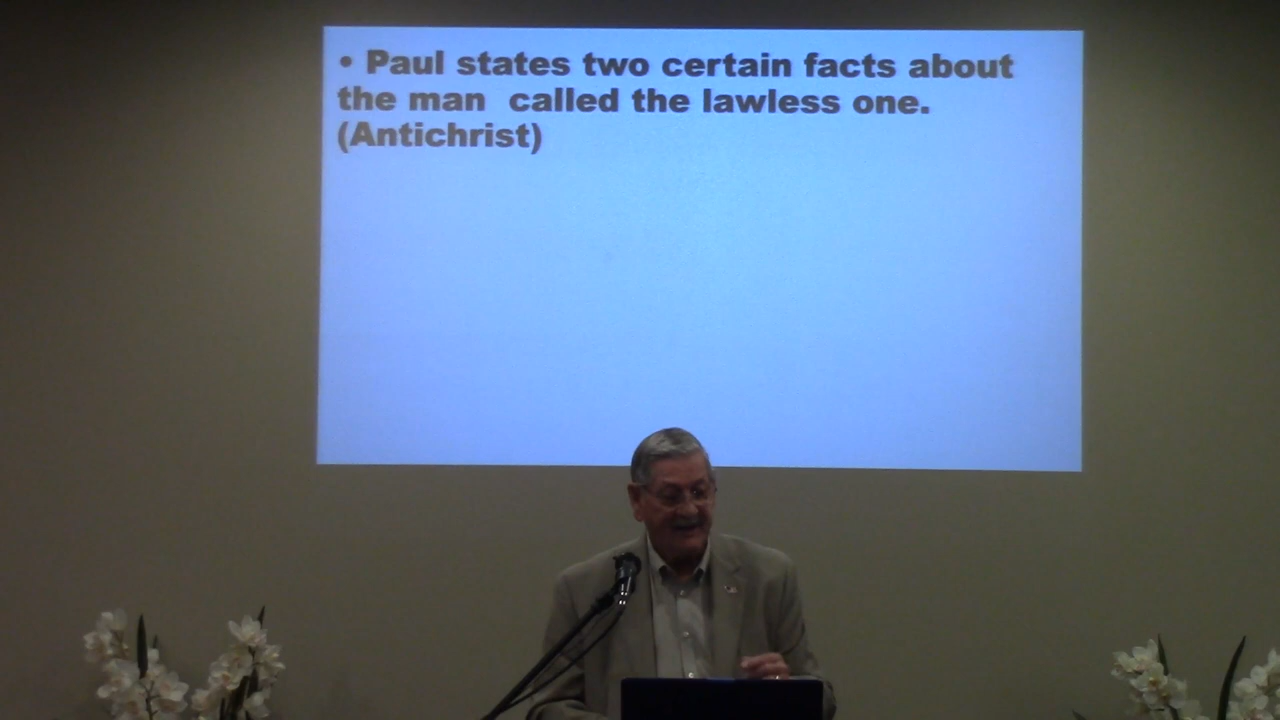 • Paul states two certain facts about
the man called the lawless one.
(Antichrist)